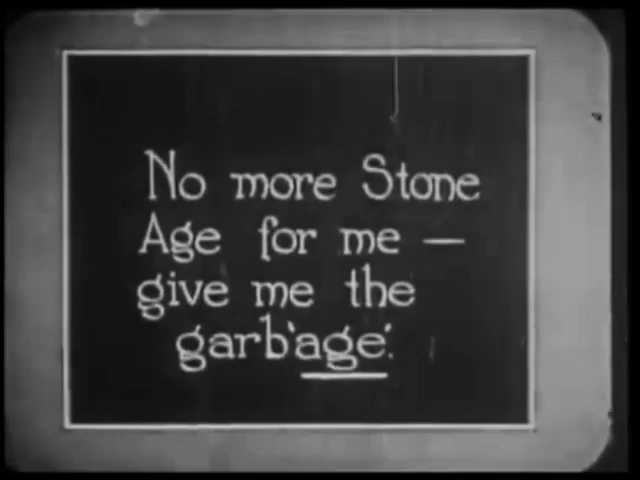 No more Stone
Age for me —
give me the
garb'age'.